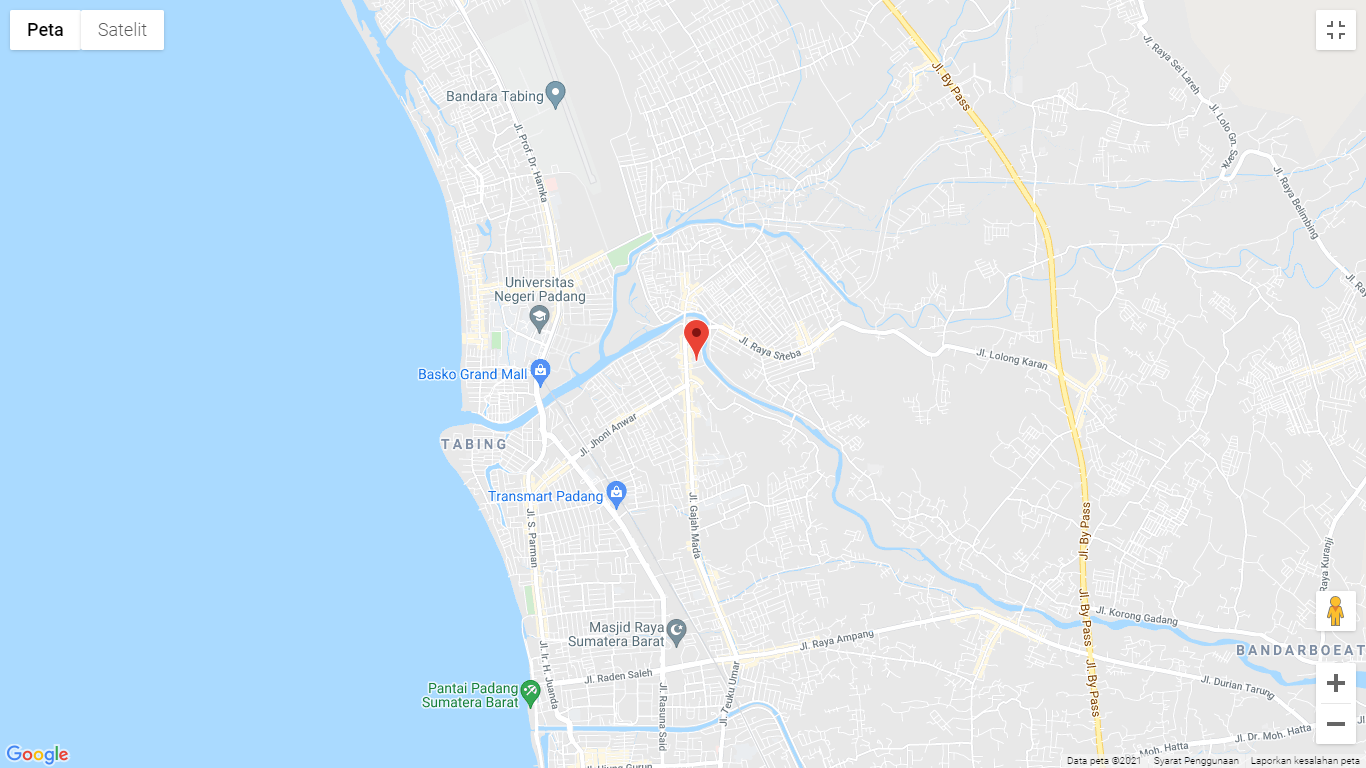 Peta
Satelit
Jl. Raya Sei Lareh
Jl. By Pass
Bandara Tabing
Jl. Lolo Gn. Sarik
Jl. Prof. Dr. Hamka
Jl. Raya Belimbing
Universitas
Negeri Padang
Jl. Raya Siteba
Jl. Lolong Karan
Basko Grand Mall
Jl. Jhoni Anwar
TABING
Transmart Padang
Jl. Gajah Mada
Jl. S. Parman
Jl. By Pass
Raya Kuranji
Jl. By Pass
Jl. Korong Gadang
Masjid Raya
Sumatera Barat
Jl. Raya Ampang
BANDARBOEAT
Jl. Ir. H. Juanda
Jl. Raden Saleh
Jl. Teuku Umar
Jl. By Pass
Jl. Durian Tarung
Pantai Padang
Sumatera Barat
Jl. Rasuna Said
Jl. Dr. Moh. Hatta
Moh. Hatta
Google
Data peta ©2021
Syarat Penggunaan
Laporkan kesalahan peta